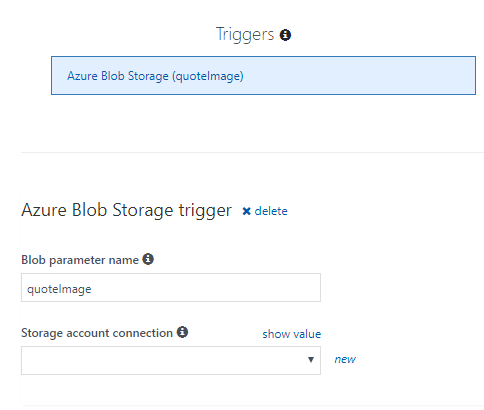 Triggers
Azure Blob Storage (quoteImage)
Azure Blob Storage trigger ✖ delete
Blob parameter name
quoteImage
Storage account connection show value
new